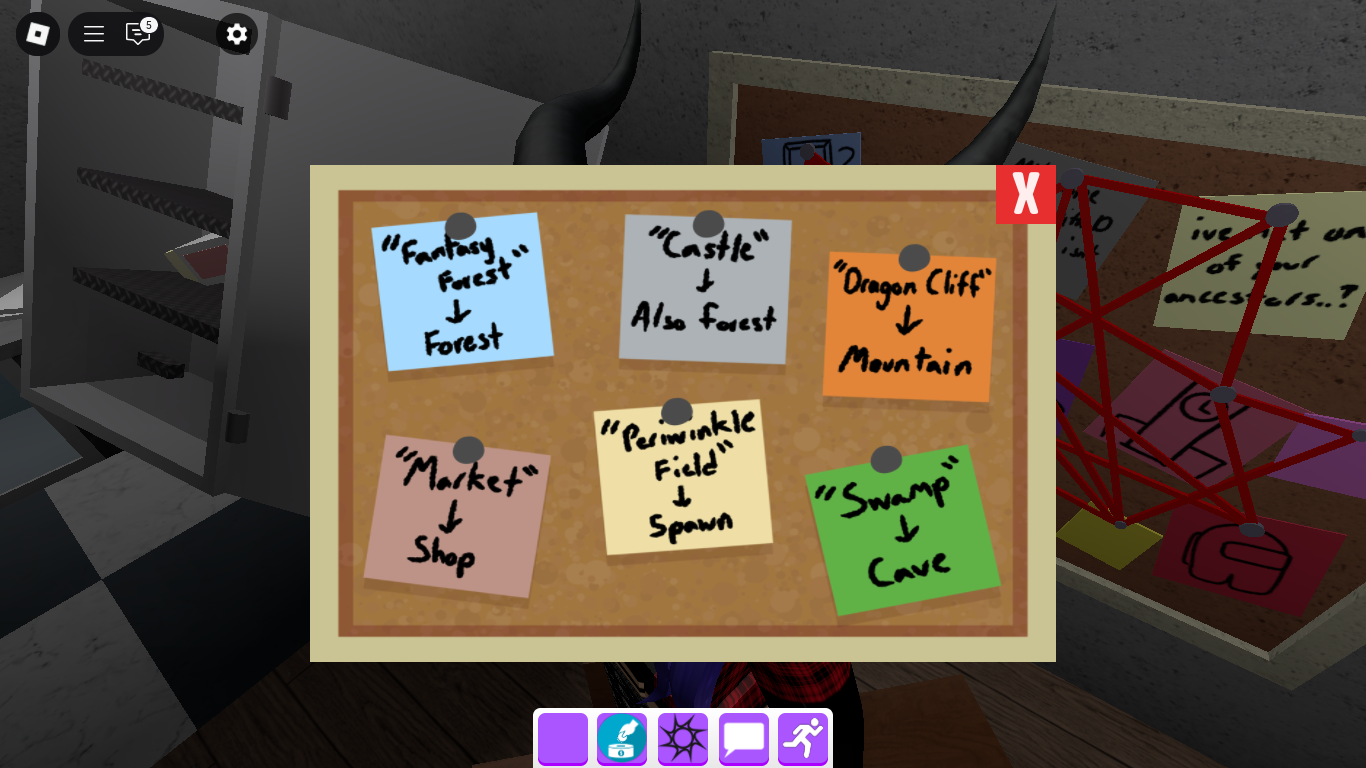 5
"Fantasy
Forest"
↓
Forest
"Castle"
↓
Also forest
"Dragon Cliff"
↓
Mountain
"Market"
↓
Shop
"Periwinkle
Field"
↓
Spawn
"Swamp"
↓
Cave
X
?
of your
ancestors..?